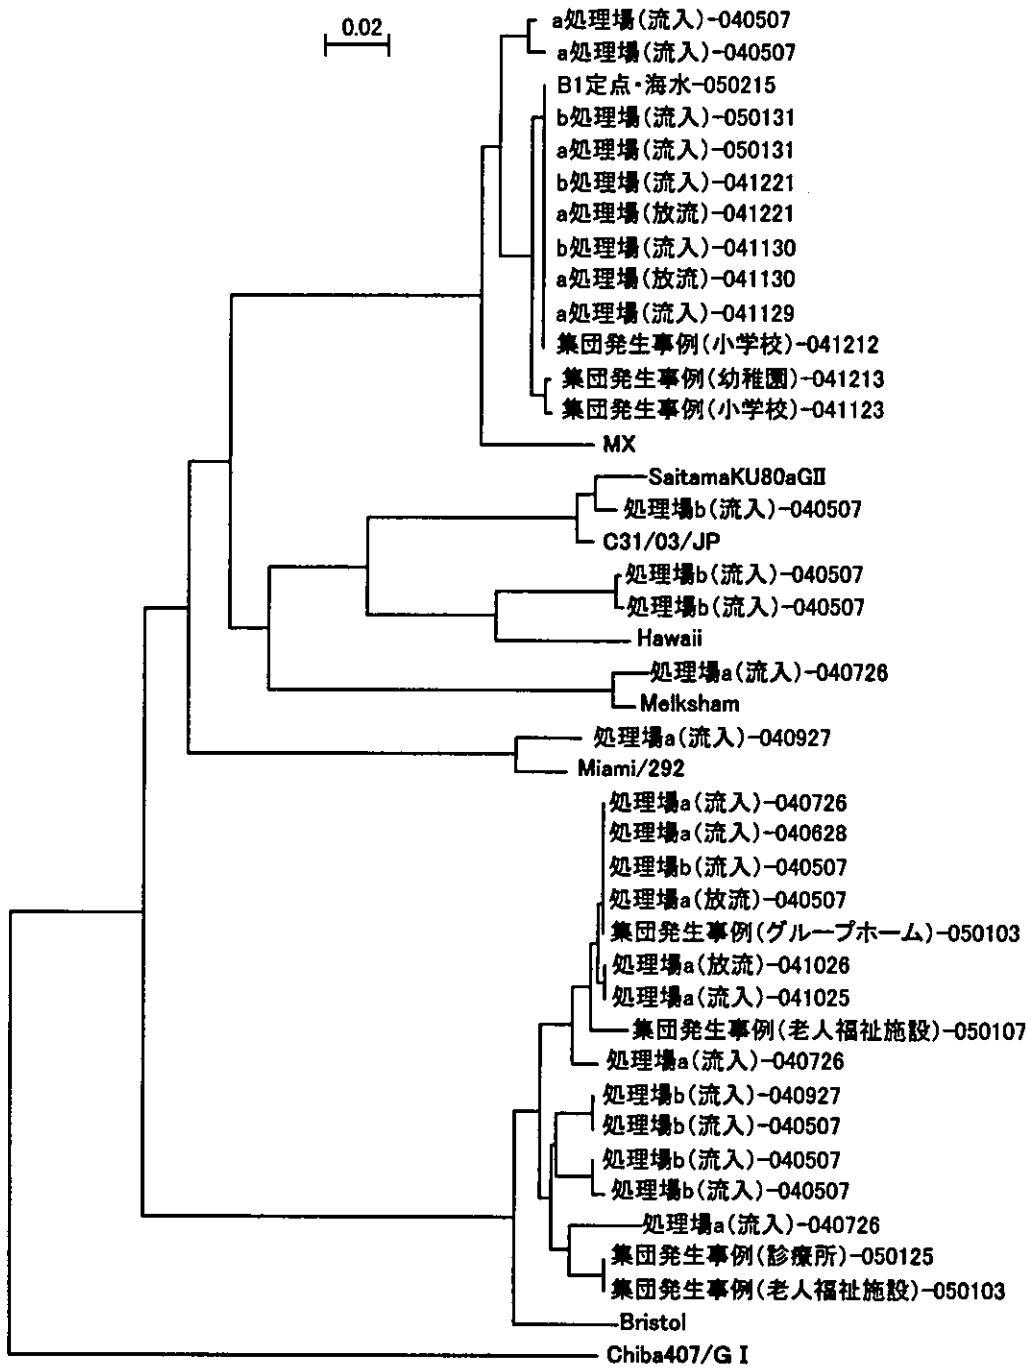 0.02
a処理場(流入)-040507
a処理場(流入)-040507
B1定点・海水-050215
b処理場(流入)-050131
a処理場(流入)-050131
b処理場(流入)-041221
a処理場(放流)-041221
b処理場(流入)-041130
a処理場(放流)-041130
a処理場(流入)-041129
集団発生事例(小学校)-041212
集団発生事例(幼稚園)-041213
集団発生事例(小学校)-041123
MX
SaitamaKU80aGII
処理場b(流入)-040507
C31/03/JP
処理場b(流入)-040507
処理場b(流入)-040507
Hawaii
処理場a(流入)-040726
Melksham
処理場a(流入)-040927
Miami/292
処理場a(流入)-040726
処理場a(流入)-040628
処理場b(流入)-040507
処理場a(放流)-040507
集団発生事例(グループホーム)-050103
処理場a(放流)-041026
処理場a(流入)-041025
集団発生事例(老人福祉施設)-050107
処理場a(流入)-040726
処理場b(流入)-040927
処理場b(流入)-040507
処理場b(流入)-040507
処理場b(流入)-040507
処理場a(流入)-040726
集団発生事例(診療所)-050125
集団発生事例(老人福祉施設)-050103
Bristol
Chiba407/G I